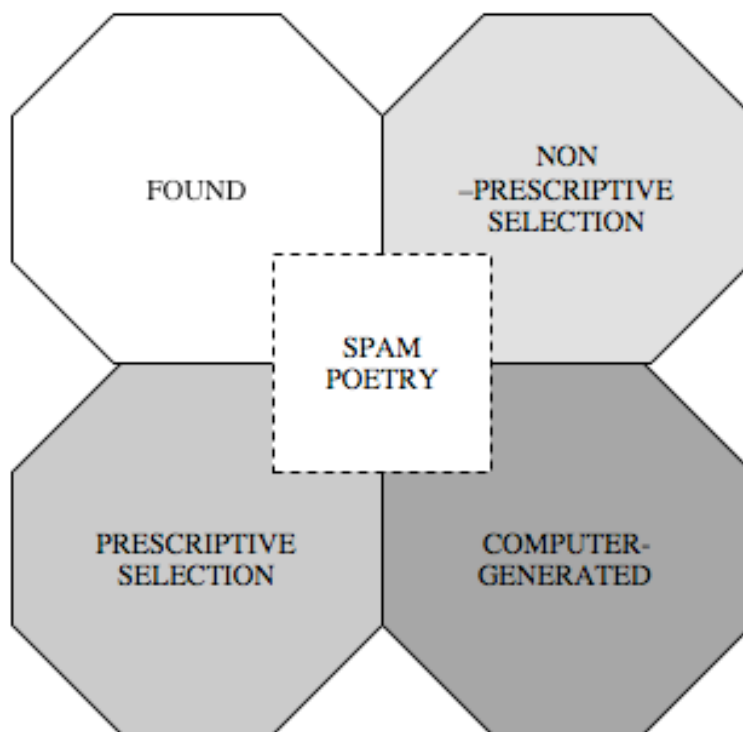 FOUND
NON
–PRESCRIPTIVE
SELECTION
SPAM
POETRY
PRESCRIPTIVE
SELECTION
COMPUTER-
GENERATED